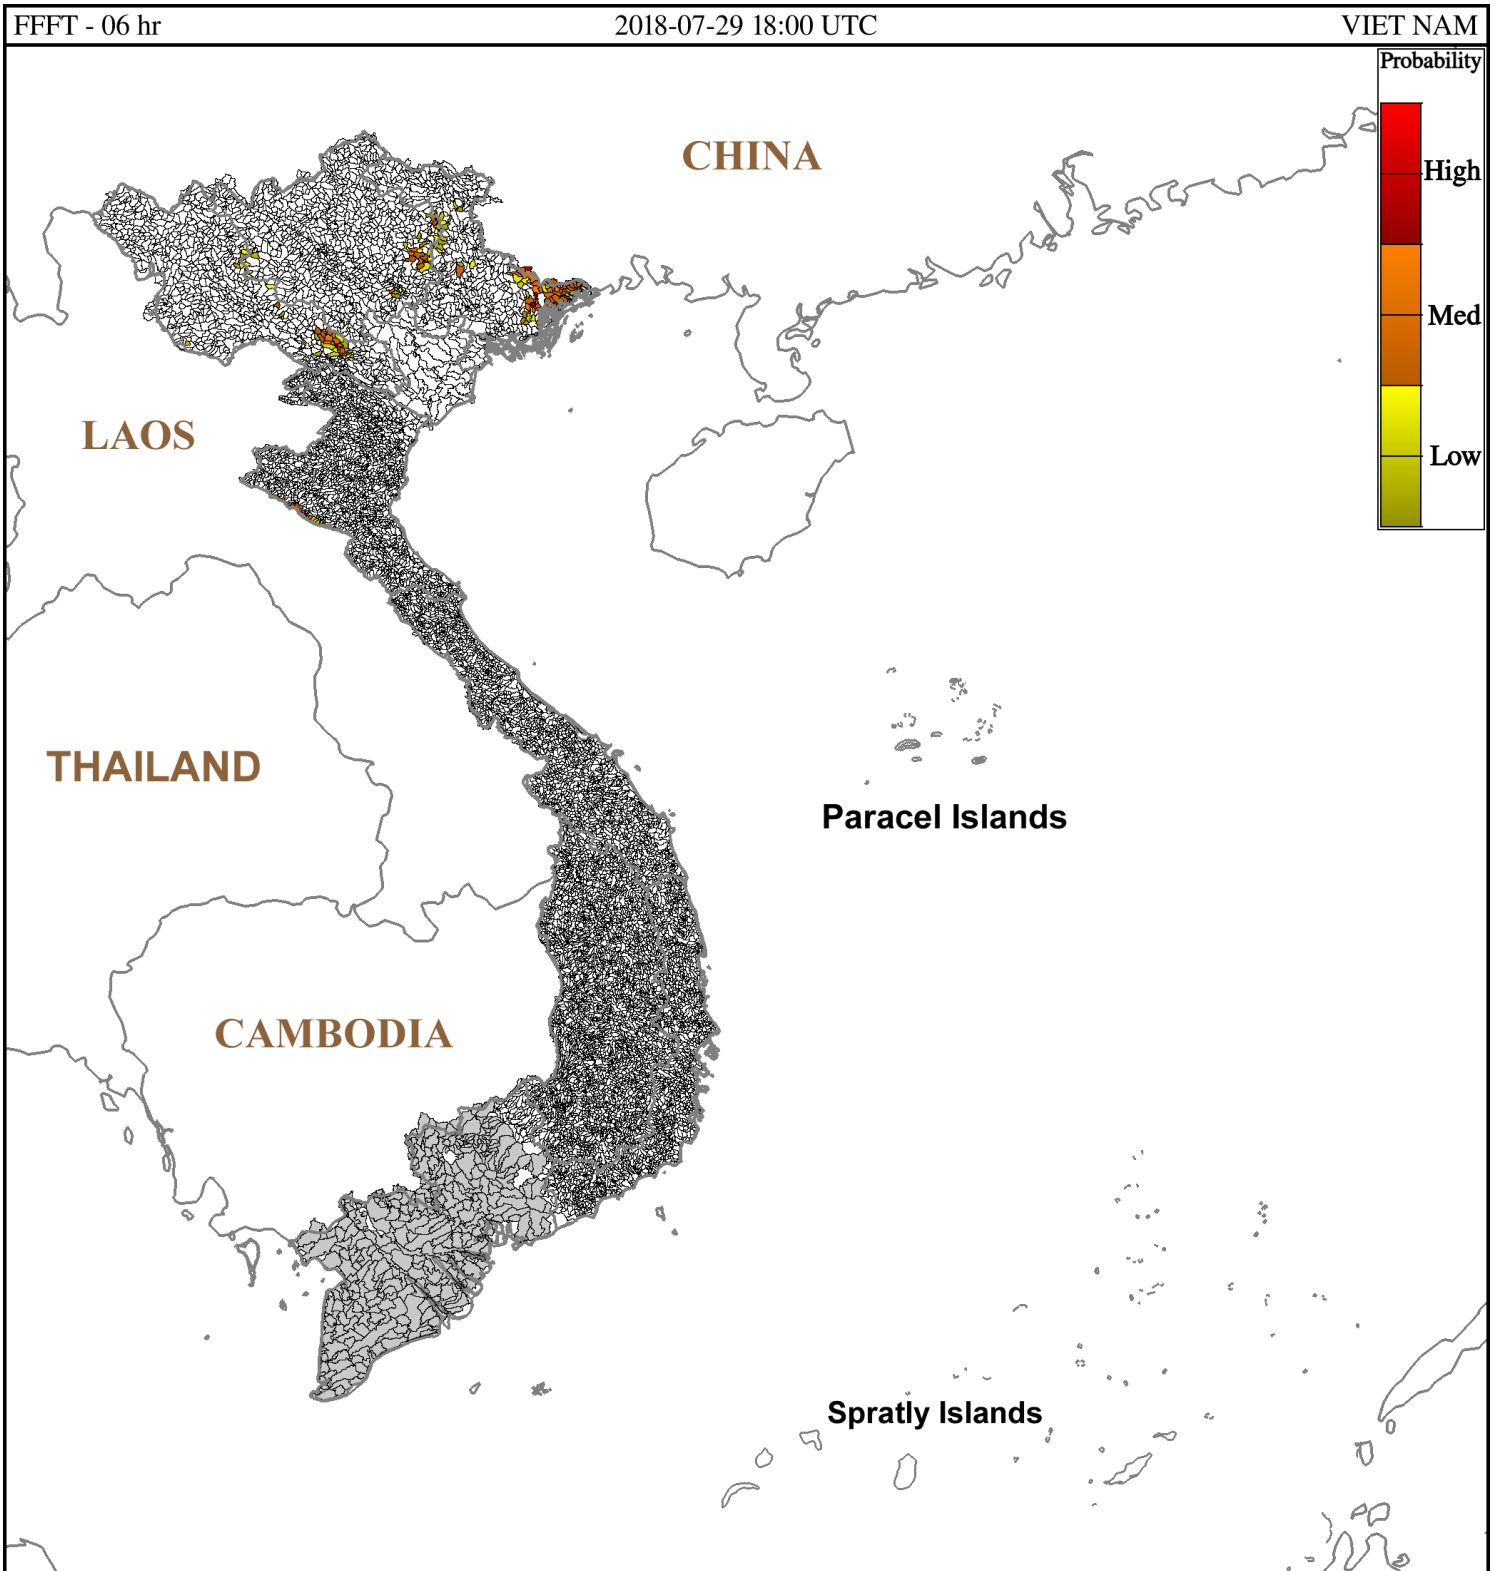 FFFT - 06 hr 2018-07-29 18:00 UTC VIET NAM
Probability
CHINA
High
Med
LAOS
Low
THAILAND
Paracel Islands
CAMBODIA
Spratly Islands